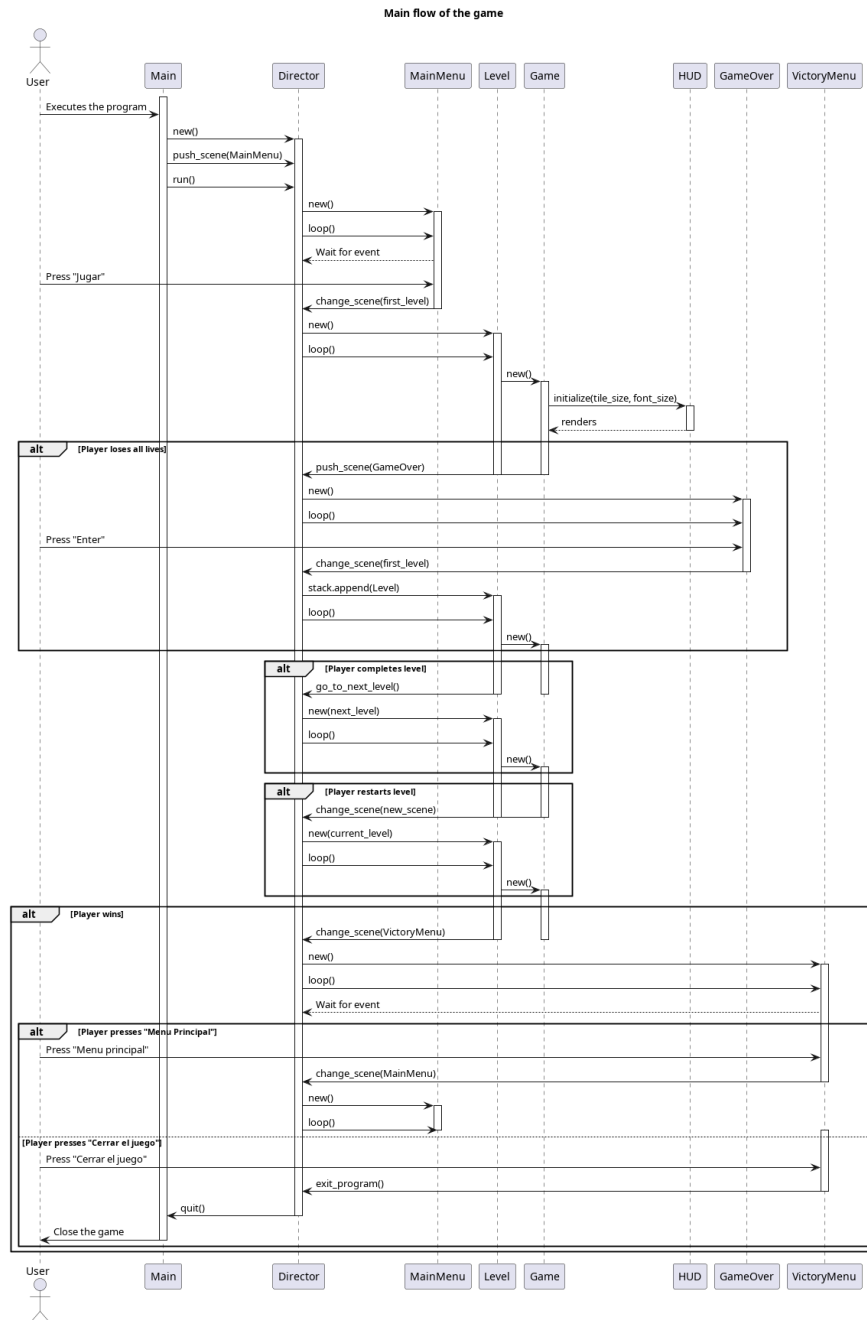 Main flow of the game
User
Main
Director
MainMenu
Level
Game
HUD
GameOver
VictoryMenu
Executes the program
new()
push_scene(MainMenu)
run()
new()
loop()
Wait for event
Press "Jugar"
change_scene(first_level)
new()
loop()
new()
initialize(tile_size, font_size)
renders
alt [Player loses all lives]
push_scene(GameOver)
new()
loop()
Press "Enter"
change_scene(first_level)
stack.append(Level)
loop()
new()
alt [Player completes level]
go_to_next_level()
new(next_level)
loop()
new()
alt [Player restarts level]
change_scene(new_scene)
new(current_level)
loop()
new()
alt [Player wins]
change_scene(VictoryMenu)
new()
loop()
Wait for event
alt [Player presses "Menu Principal"]
Press "Menu principal"
change_scene(MainMenu)
new()
loop()
[Player presses "Cerrar el juego"]
Press "Cerrar el juego"
exit_program()
quit()
Close the game
User
Main
Director
MainMenu
Level
Game
HUD
GameOver
VictoryMenu